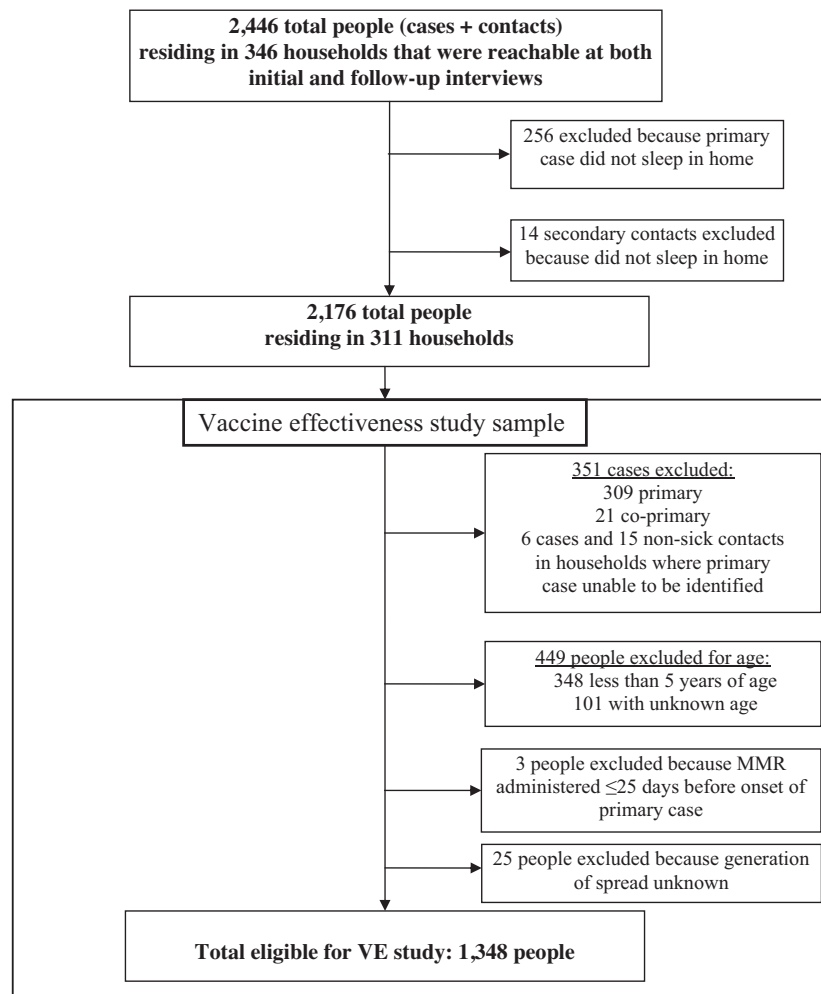 2,446 total people (cases + contacts)
residing in 346 households that were reachable at both
initial and follow-up interviews
256 excluded because primary
case did not sleep in home
14 secondary contacts excluded
because did not sleep in home
2,176 total people
residing in 311 households
Vaccine effectiveness study sample
351 cases excluded:
309 primary
21 co-primary
6 cases and 15 non-sick contacts
in households where primary
case unable to be identified
449 people excluded for age:
348 less than 5 years of age
101 with unknown age
3 people excluded because MMR
administered ≤25 days before onset of
primary case
25 people excluded because generation
of spread unknown
Total eligible for VE study: 1,348 people